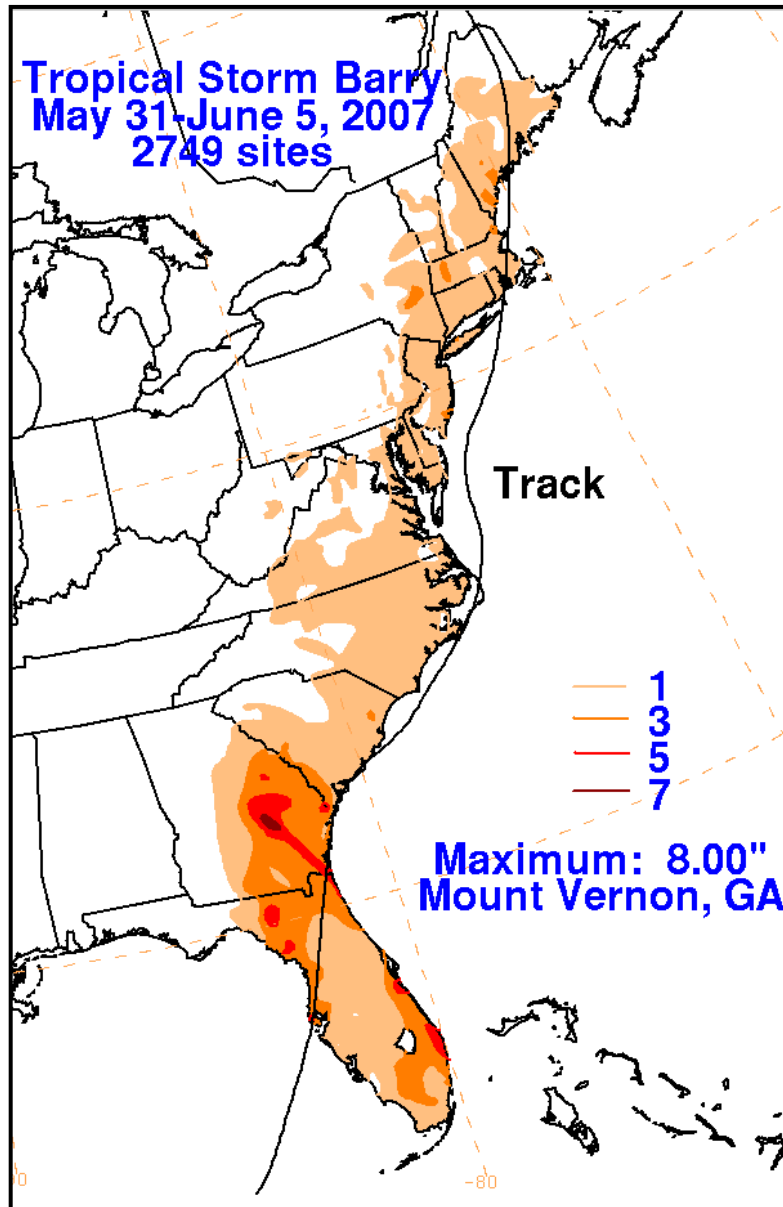 Tropical Storm Barry
May 31-June 5, 2007
2749 sites
Track
1
3
5
7
Maximum: 8.00"
Mount Vernon, GA
-80